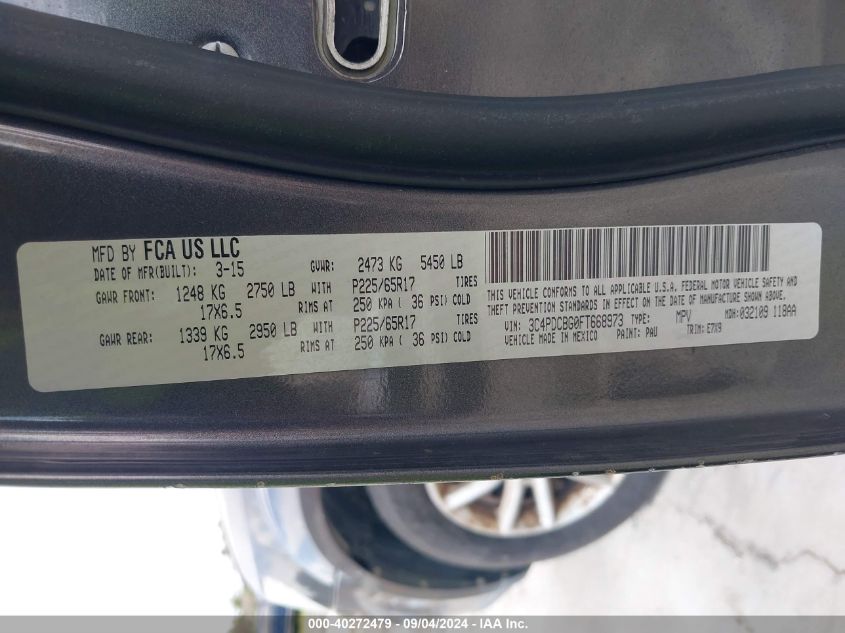 MFD BY FCA US LLC
DATE OF MFR(BUILT): 3-15 GVWR: 2473 KG 5450 LB
GAWR FRONT: 1248 KG 2750 LB WITH P225/65R17 TIRES
17X6.5 RIMS AT 250 KPA ( 36 PSI) COLD
GAWR REAR: 1339 KG 2950 LB WITH P225/65R17 TIRES
17X6.5 RIMS AT 250 KPA ( 36 PSI) COLD
THIS VEHICLE CONFORMS TO ALL APPLICABLE U.S.A. FEDERAL MOTOR VEHICLE SAFETY AND
THEFT PREVENTION STANDARDS IN EFFECT ON THE DATE OF MANUFACTURE SHOWN ABOVE.
VIN: 3C4PDCBG0FT668973 TYPE: MPV MDH: 032109 118AA
VEHICLE MADE IN MEXICO PAINT: PAU TRIM: E7X9
000-40272479 - 09/04/2024 - IAA Inc.